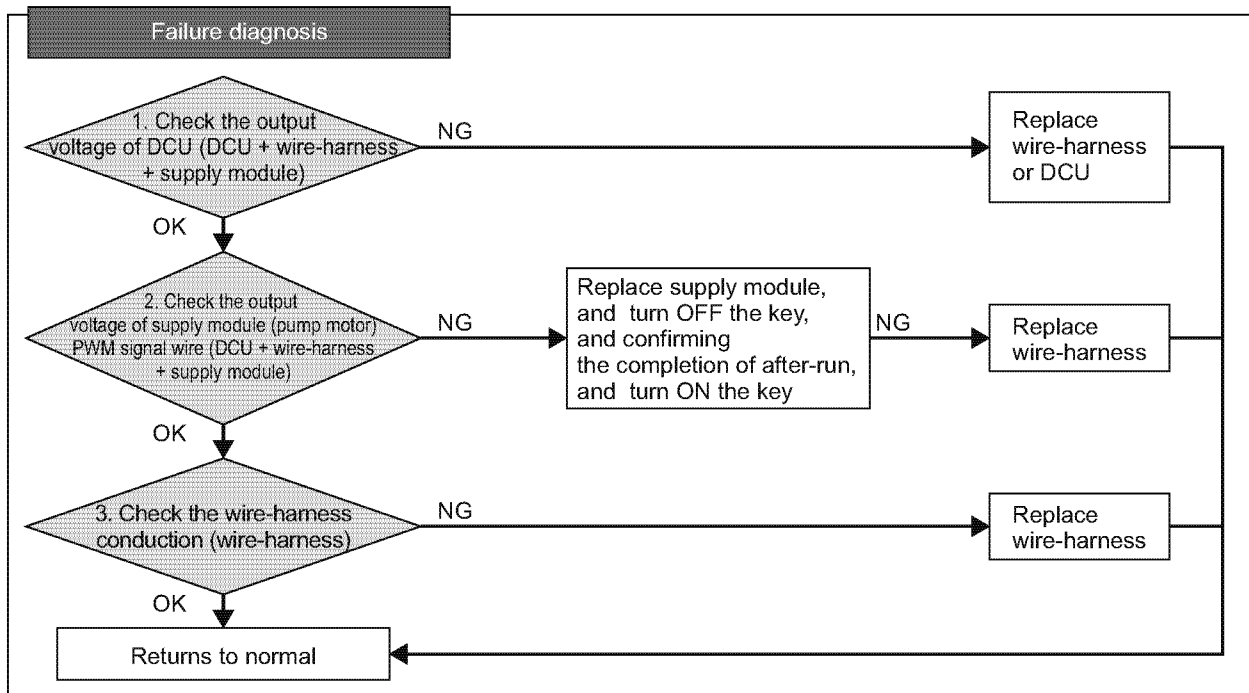 Failure diagnosis
1. Check the output
voltage of DCU (DCU + wire-harness
+ supply module)
NG
Replace
wire-harness
or DCU
OK
2. Check the output
voltage of supply module (pump motor)
PWM signal wire (DCU + wire-harness
+ supply module)
NG
Replace supply module,
and turn OFF the key,
and confirming
the completion of after-run,
and turn ON the key
NG
Replace
wire-harness
OK
3. Check the wire-harness
conduction (wire-harness)
NG
Replace
wire-harness
OK
Returns to normal